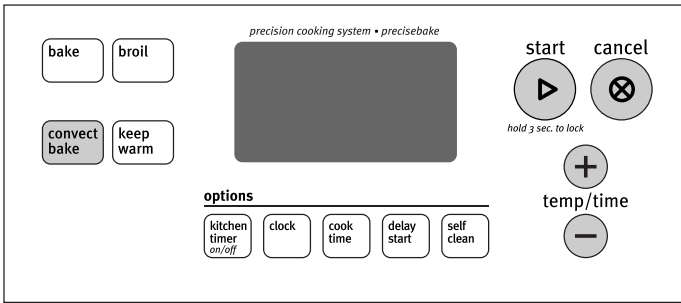 precision cooking system • precisebake
bake
broil
start
cancel
hold 3 sec. to lock
convect
bake
keep
warm
temp/time
options
kitchen
timer
on/off
clock
cook
time
delay
start
self
clean